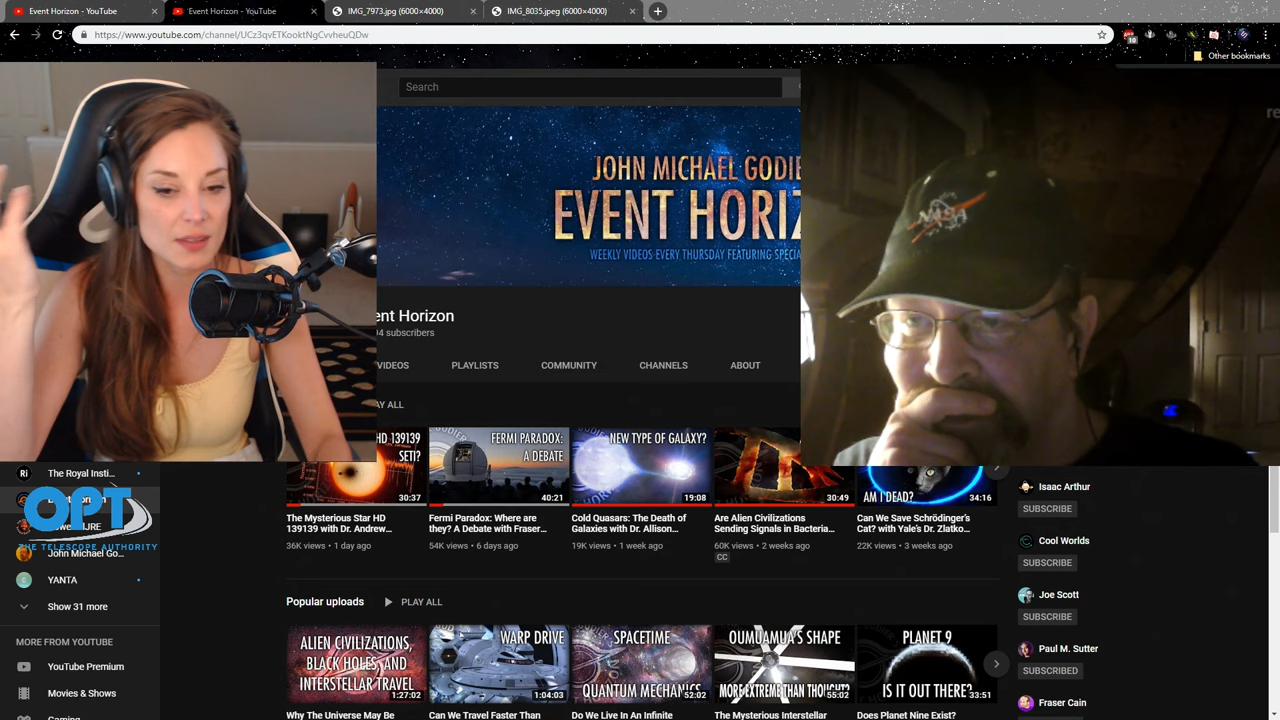 Event Horizon - YouTube
Event Horizon - YouTube
IMG_7973.jpg (6000×4000)
IMG_8035.jpeg (6000×4000)
https://www.youtube.com/channel/UCz3qvETKooktNgCvvheuQDw
10
Other bookmarks
Search
re
JOHN MICHAEL GODIE
EVENT HORIZ
WEEKLY VIDEOS EVERY THURSDAY FEATURING SPECIA
NASA
ent Horizon
94 subscribers
VIDEOS
PLAYLISTS
COMMUNITY
CHANNELS
ABOUT
AY ALL
HD 139139
SETI?
30:37
FERMI PARADOX:
A DEBATE
40:21
NEW TYPE OF GALAXY?
19:08
30:49
AM I DEAD?
34:16
The Mysterious Star HD
139139 with Dr. Andrew...
36K views • 1 day ago
Fermi Paradox: Where are
they? A Debate with Fraser...
54K views • 6 days ago
Cold Quasars: The Death of
Galaxies with Dr. Allison...
19K views • 1 week ago
Are Alien Civilizations
Sending Signals in Bacteria...
60K views • 2 weeks ago
CC
Can We Save Schrödinger's
Cat? with Yale's Dr. Zlatko...
22K views • 3 weeks ago
Ri
The Royal Insti...
OPT
THE TELESCOPE AUTHORITY
John Michael Go...
YANTA
Show 31 more
MORE FROM YOUTUBE
YouTube Premium
Movies & Shows
Gaming
Popular uploads
PLAY ALL
ALIEN CIVILIZATIONS,
BLACK HOLES, AND
INTERSTELLAR TRAVEL
1:27:02
WARP DRIVE
1:04:03
SPACETIME
QUANTUM MECHANICS
52:02
OUMUAMUA'S SHAPE
MORE EXTREME THAN THOUGHT?
55:02
PLANET 9
IS IT OUT THERE?
33:51
Why The Universe May Be
Can We Travel Faster Than
Do We Live In An Infinite
The Mysterious Interstellar
Does Planet Nine Exist?
Isaac Arthur
SUBSCRIBE
Cool Worlds
SUBSCRIBE
Joe Scott
SUBSCRIBE
Paul M. Sutter
SUBSCRIBED
Fraser Cain